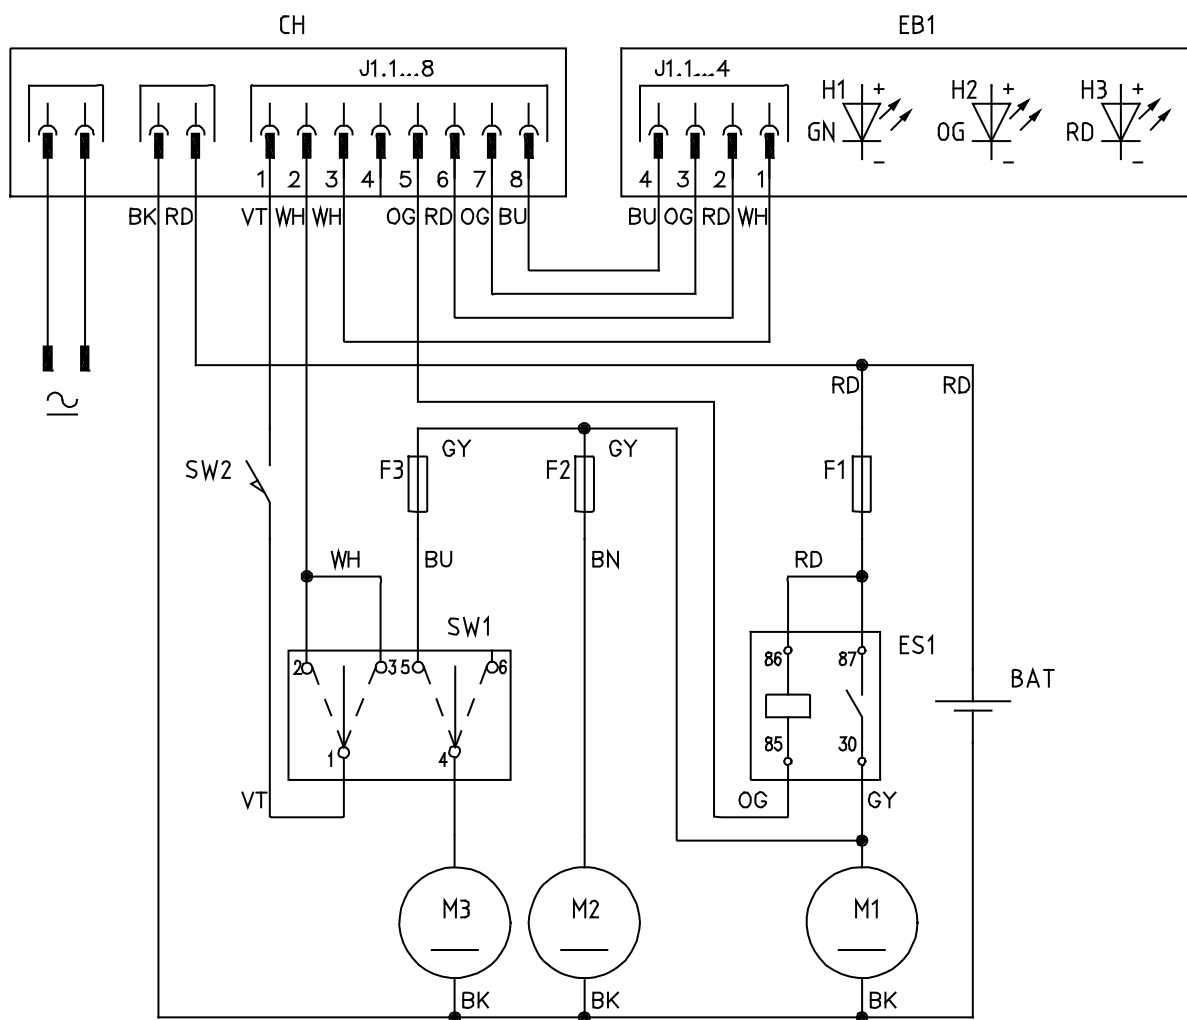 CH EB1
J1.1...8 J1.1...4
H1 + H2 + H3 +
GN OG RD
- - -
1 2 3 4 5 6 7 8 4 3 2 1
BK RD VT WH WH OG RD OG BU BU OG RD WH
RD RD
GY GY
SW2 F3 F2 F1
WH BU BN RD
SW1
ES1
2 3 5 6 86 87
BAT
1 4 85 30
VT OG GY
M3 M2 M1
BK BK BK